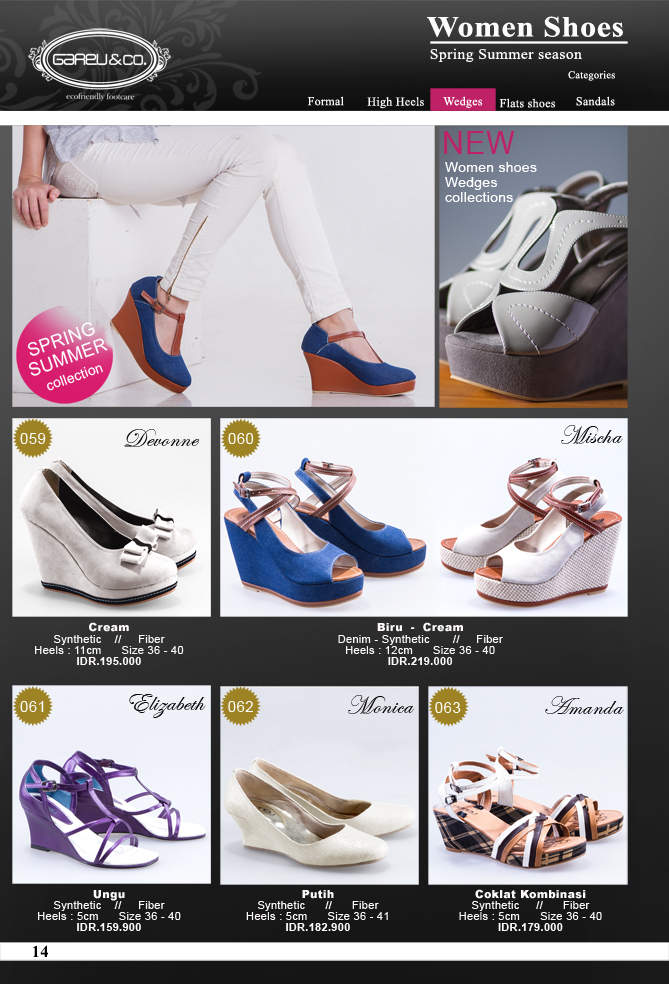 GAREU&CO.
ecofriendly footcare
Women Shoes
Spring Summer season
Categories
Formal High Heels Wedges Flats shoes Sandals
NEW
Women shoes
Wedges
collections
SPRING
SUMMER
collection
059 Devonne
060 Mischa
Cream
Synthetic // Fiber
Heels : 11cm Size 36 - 40
IDR.195.000
Biru - Cream
Denim - Synthetic // Fiber
Heels : 12cm Size 36 - 40
IDR.219.000
061 Elizabeth
062 Monica
063 Amanda
Ungu
Synthetic // Fiber
Heels : 5cm Size 36 - 40
IDR.159.900
Putih
Synthetic // Fiber
Heels : 5cm Size 36 - 41
IDR.182.900
Coklat Kombinasi
Synthetic // Fiber
Heels : 5cm Size 36 - 40
IDR.179.000
14